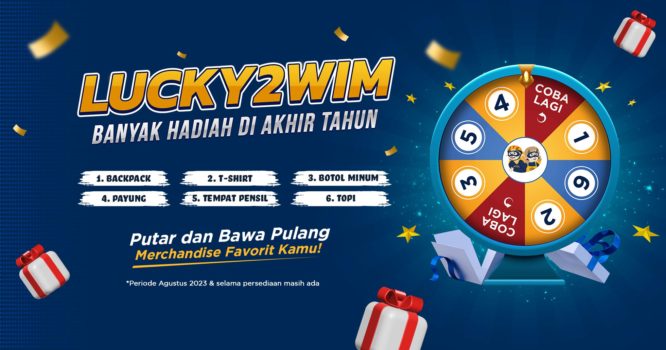 LUCKY2WIM
BANYAK HADIAH DI AKHIR TAHUN
1. BACKPACK
2. T-SHIRT
3. BOTOL MINUM
4. PAYUNG
5. TEMPAT PENSIL
6. TOPI
Putar dan Bawa Pulang
Merchandise Favorit Kamu!
*Periode Agustus 2023 & selama persediaan masih ada
COBA
LAGI
1
6
2
COBA
LAGI
3
5
4